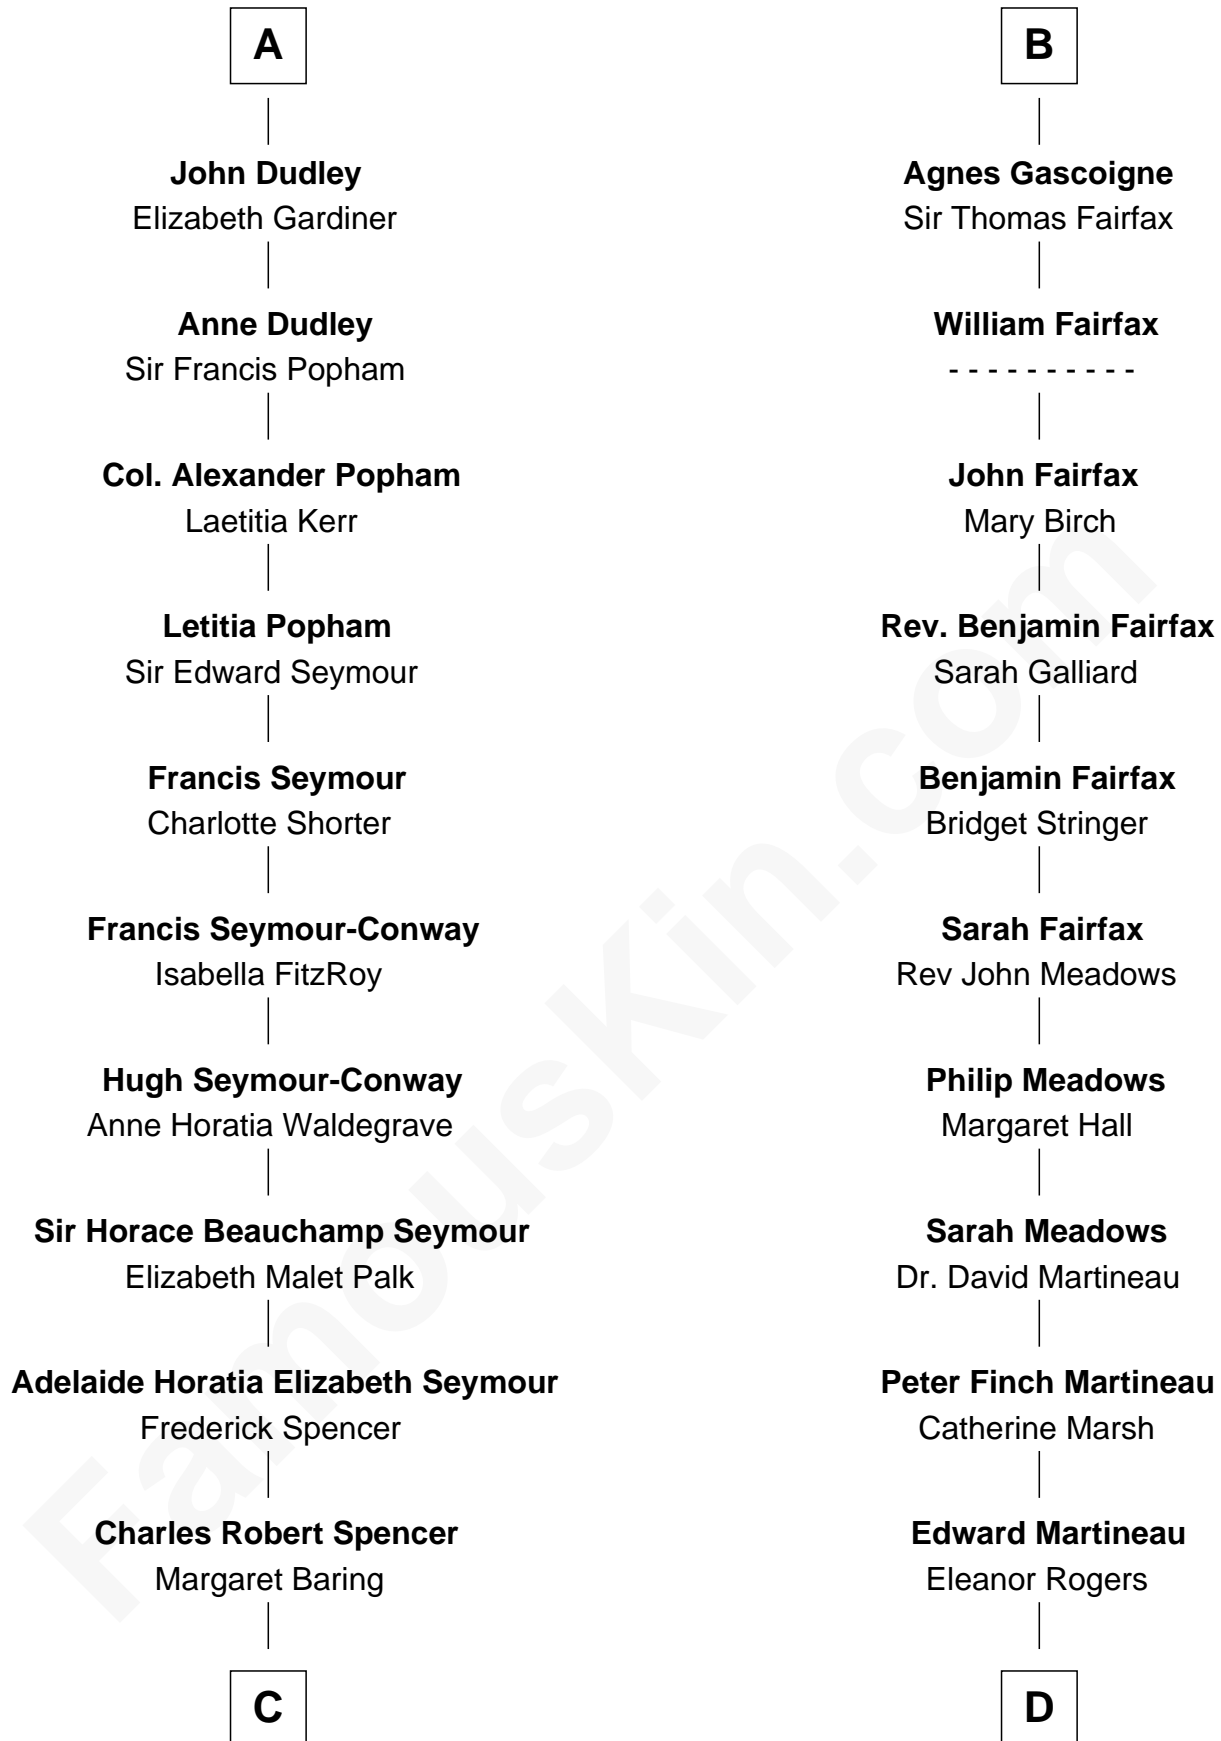 A
John Dudley
Elizabeth Gardiner
Anne Dudley
Sir Francis Popham
Col. Alexander Popham
Laetitia Kerr
Letitia Popham
Sir Edward Seymour
Francis Seymour
Charlotte Shorter
Francis Seymour-Conway
Isabella FitzRoy
Hugh Seymour-Conway
Anne Horatia Waldegrave
Sir Horace Beauchamp Seymour
Elizabeth Malet Palk
Adelaide Horatia Elizabeth Seymour
Frederick Spencer
Charles Robert Spencer
Margaret Baring
C
B
Agnes Gascoigne
Sir Thomas Fairfax
William Fairfax
- - - - - - - - - -
John Fairfax
Mary Birch
Rev. Benjamin Fairfax
Sarah Galliard
Benjamin Fairfax
Bridget Stringer
Sarah Fairfax
Rev John Meadows
Philip Meadows
Margaret Hall
Sarah Meadows
Dr. David Martineau
Peter Finch Martineau
Catherine Marsh
Edward Martineau
Eleanor Rogers
D
FamousKin.com